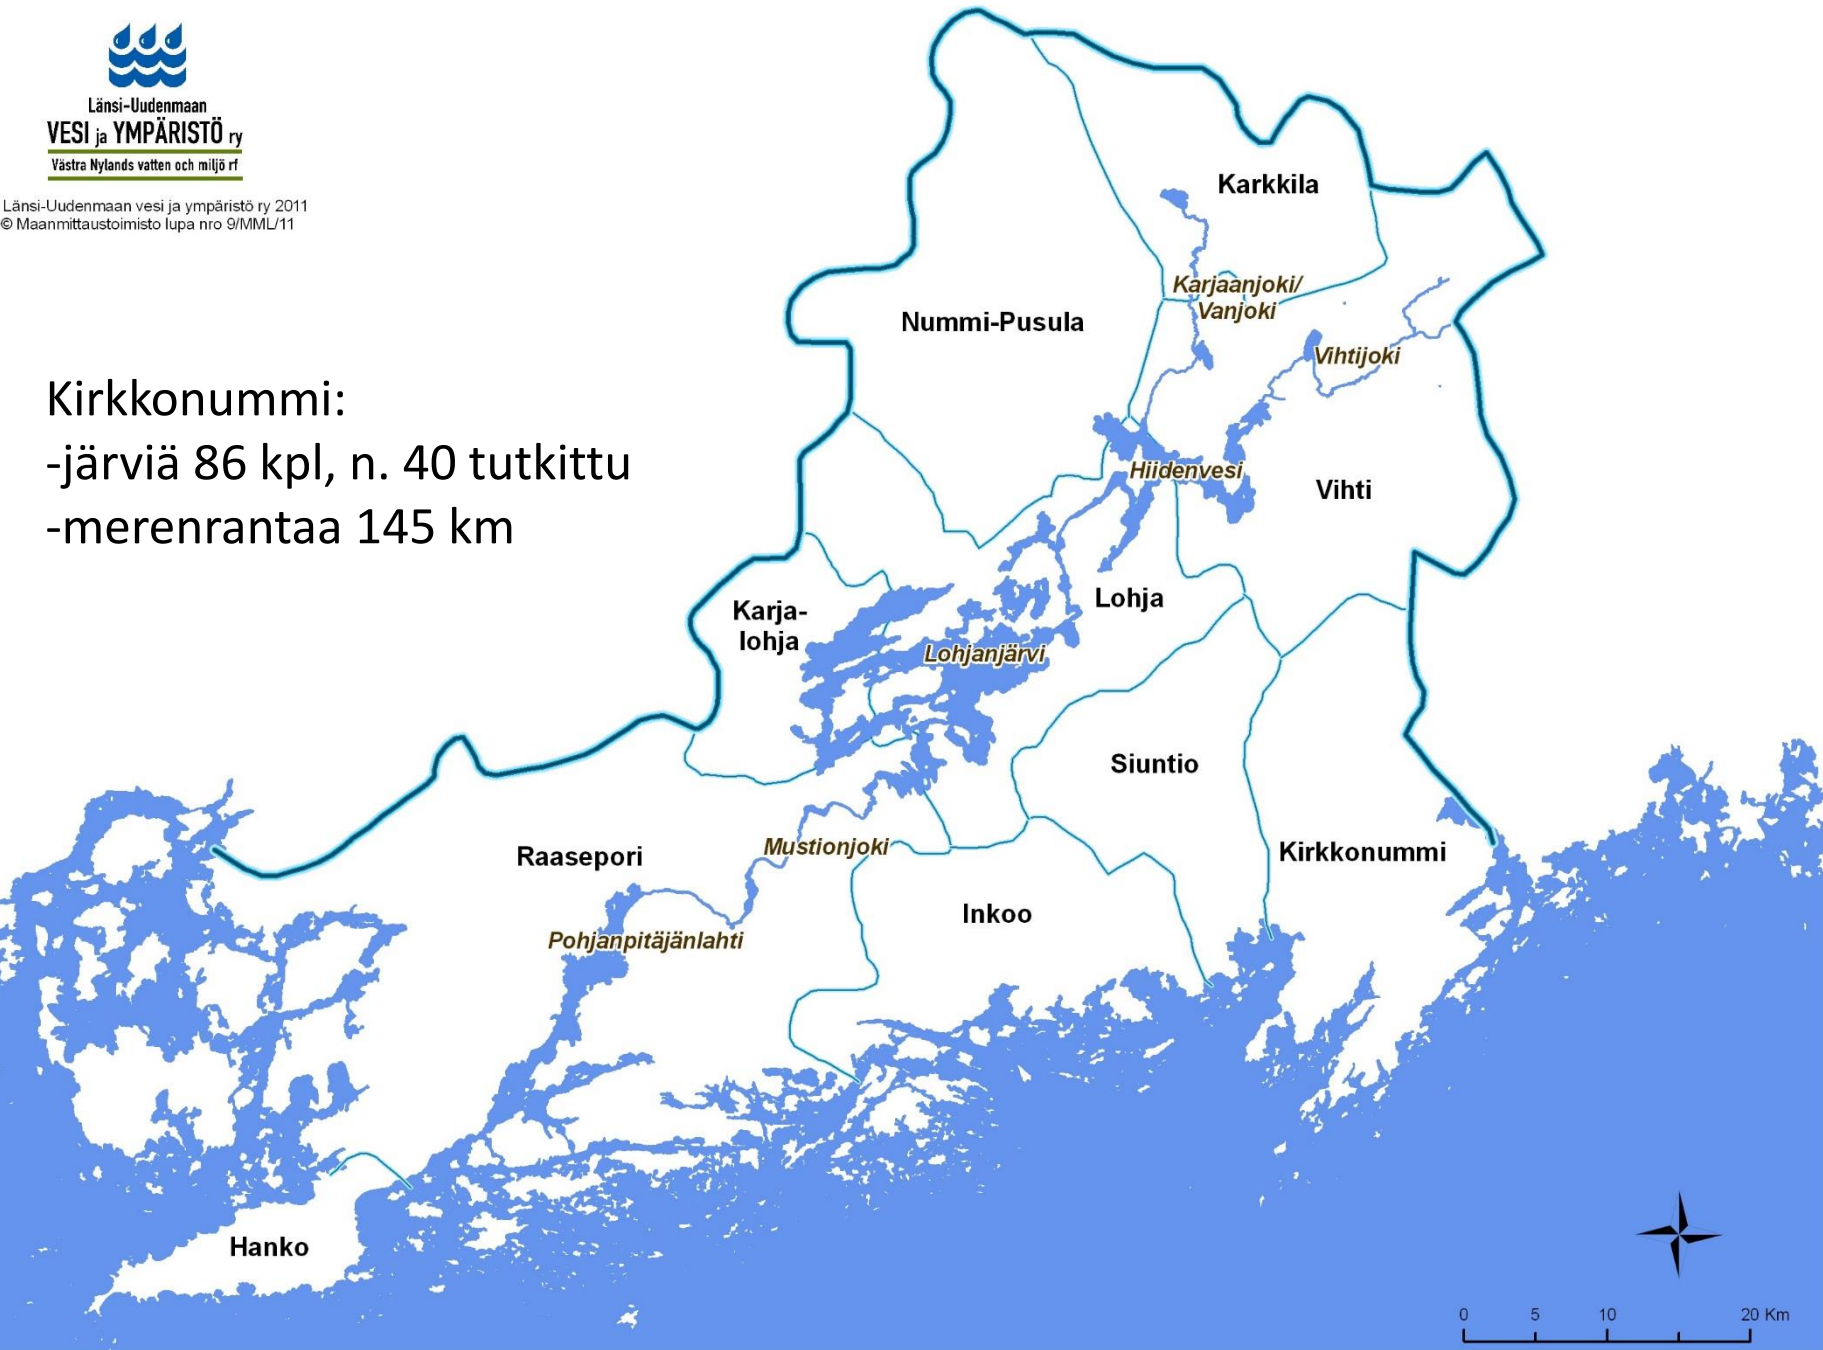 Länsi-Uudenmaan
VESI ja YMPÄRISTÖ ry
Västra Nylands vatten och miljö rf
Länsi-Uudenmaan vesi ja ympäristö ry 2011
© Maanmittaustoimisto lupa nro 9/MML/11
Kirkkonummi:
-järviä 86 kpl, n. 40 tutkittu
-merenrantaa 145 km
Karkkila
Karjaanjoki/
Vanjoki
Nummi-Pusula
Vihtijoki
Hiidenvesi
Vihti
Karja-
lohja
Lohja
Lohjanjärvi
Siuntio
Mustionjoki
Raasepori
Kirkkonummi
Inkoo
Pohjanpitäjänlahti
Hanko
0 5 10 20 Km